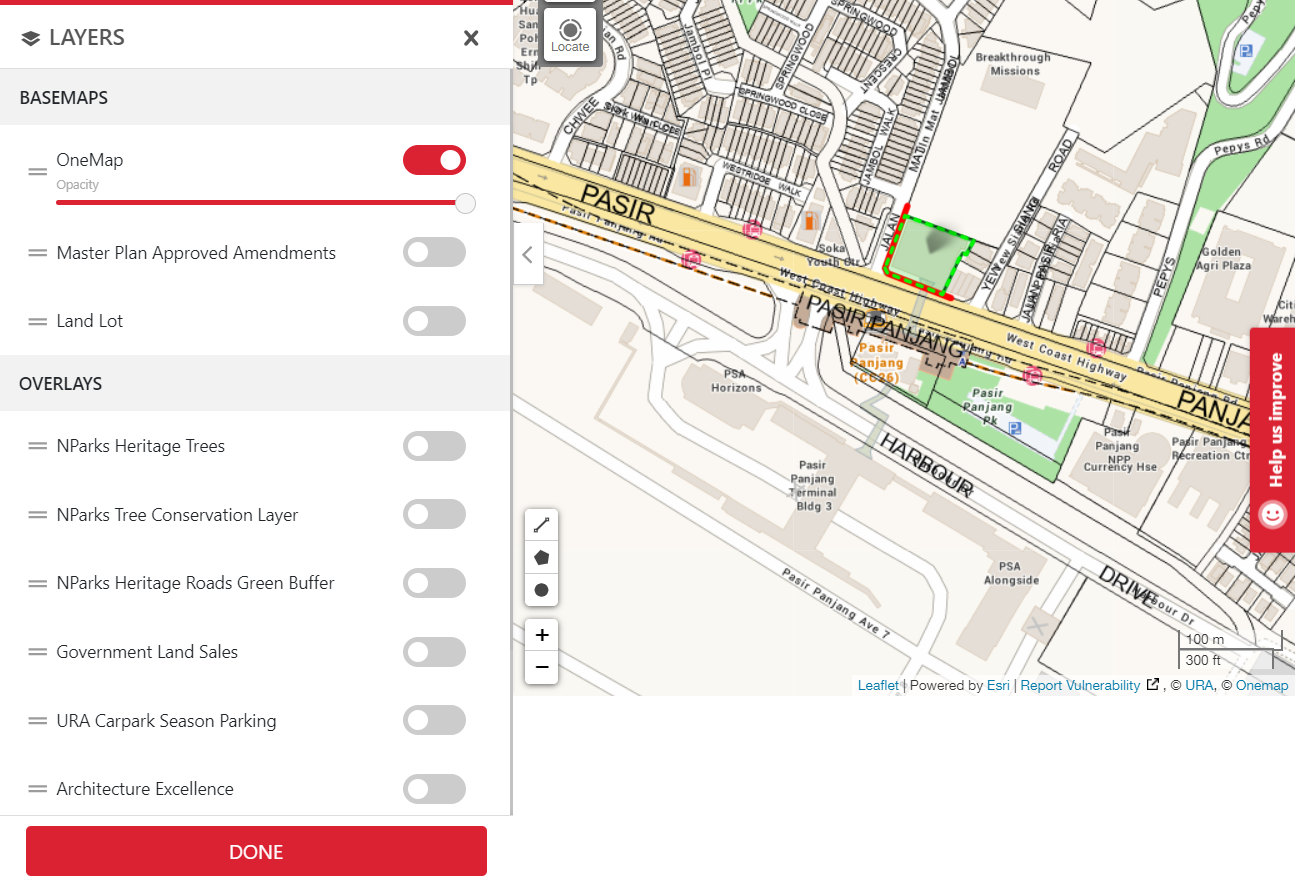 LAYERS
BASEMAPS
OneMap
Opacity
Master Plan Approved Amendments
Land Lot
OVERLAYS
NParks Heritage Trees
NParks Tree Conservation Layer
NParks Heritage Roads Green Buffer
Government Land Sales
URA Carpark Season Parking
Architecture Excellence
DONE
Locate
Jambol Pl
SPRINGWOOD
CRESCENT
SPRINGWOOD CLOSE
CHWEE
CLOSE
JAMBOL WALK
WESTRIDGE WALK
Breakthrough
Missions
Pepys Rd
ROAD
PASIR
JALAN
Soka
Youth Ctr
West Coast Highway
PASIR PANJANG
Pasir
Panjang
(CC26)
PEPYS
Golden
Agri Plaza
West Coast Highway
PSA
Horizons
Pasir
Panjang
Pk
Pasir
Panjang
NPP
Currency Hse
Pasir Panjang
Recreation Ctr
HARBOUR
Pasir
Panjang
Terminal
Bldg 3
PSA
Alongside
DRIVE
Harbour Dr
Pasir Panjang Ave 7
Help us improve
+
−
100 m
300 ft
Leaflet | Powered by Esri | Report Vulnerability , © URA, © Onemap